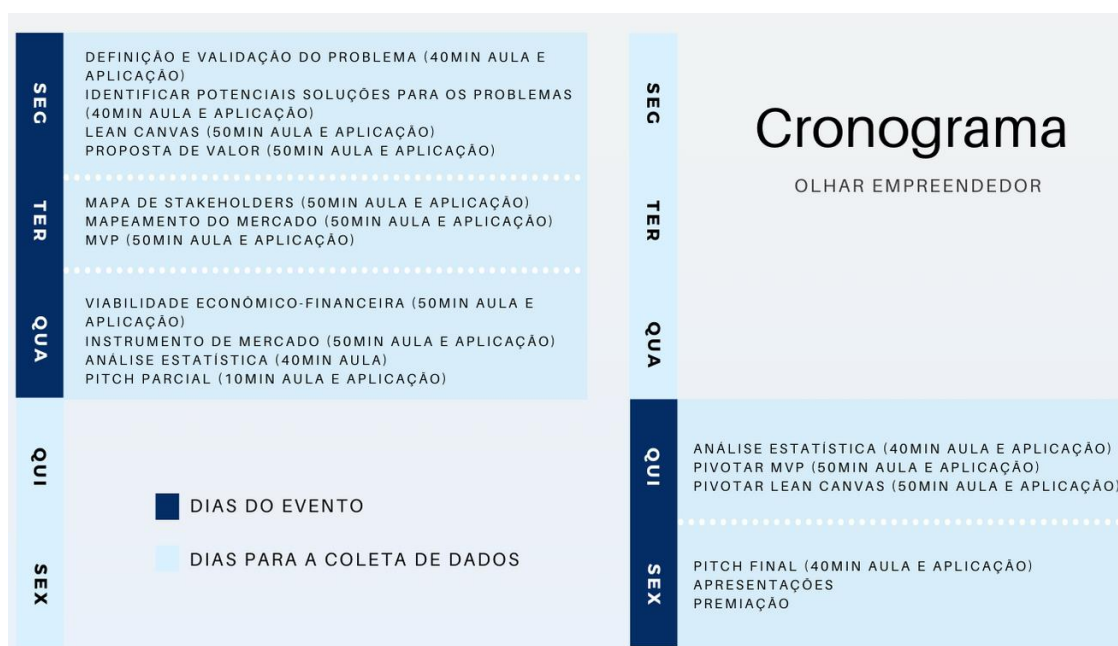 SEG
DEFINIÇÃO E VALIDAÇÃO DO PROBLEMA (40MIN AULA E
APLICAÇÃO)
IDENTIFICAR POTENCIAIS SOLUÇÕES PARA OS PROBLEMAS
(40MIN AULA E APLICAÇÃO)
LEAN CANVAS (50MIN AULA E APLICAÇÃO)
PROPOSTA DE VALOR (50MIN AULA E APLICAÇÃO)
TER
MAPA DE STAKEHOLDERS (50MIN AULA E APLICAÇÃO)
MAPEAMENTO DO MERCADO (50MIN AULA E APLICAÇÃO)
MVP (50MIN AULA E APLICAÇÃO)
QUA
VIABILIDADE ECONÔMICO-FINANCEIRA (50MIN AULA E
APLICAÇÃO)
INSTRUMENTO DE MERCADO (50MIN AULA E APLICAÇÃO)
ANÁLISE ESTATÍSTICA (40MIN AULA)
PITCH PARCIAL (10MIN AULA E APLICAÇÃO)
QUI
SEX
DIAS DO EVENTO
DIAS PARA A COLETA DE DADOS
Cronograma
OLHAR EMPREENDEDOR
SEG
TER
QUA
QUI
ANÁLISE ESTATÍSTICA (40MIN AULA E APLICAÇÃO)
PIVOTAR MVP (50MIN AULA E APLICAÇÃO)
PIVOTAR LEAN CANVAS (50MIN AULA E APLICAÇÃO)
SEX
PITCH FINAL (40MIN AULA E APLICAÇÃO)
APRESENTAÇÕES
PREMIAÇÃO